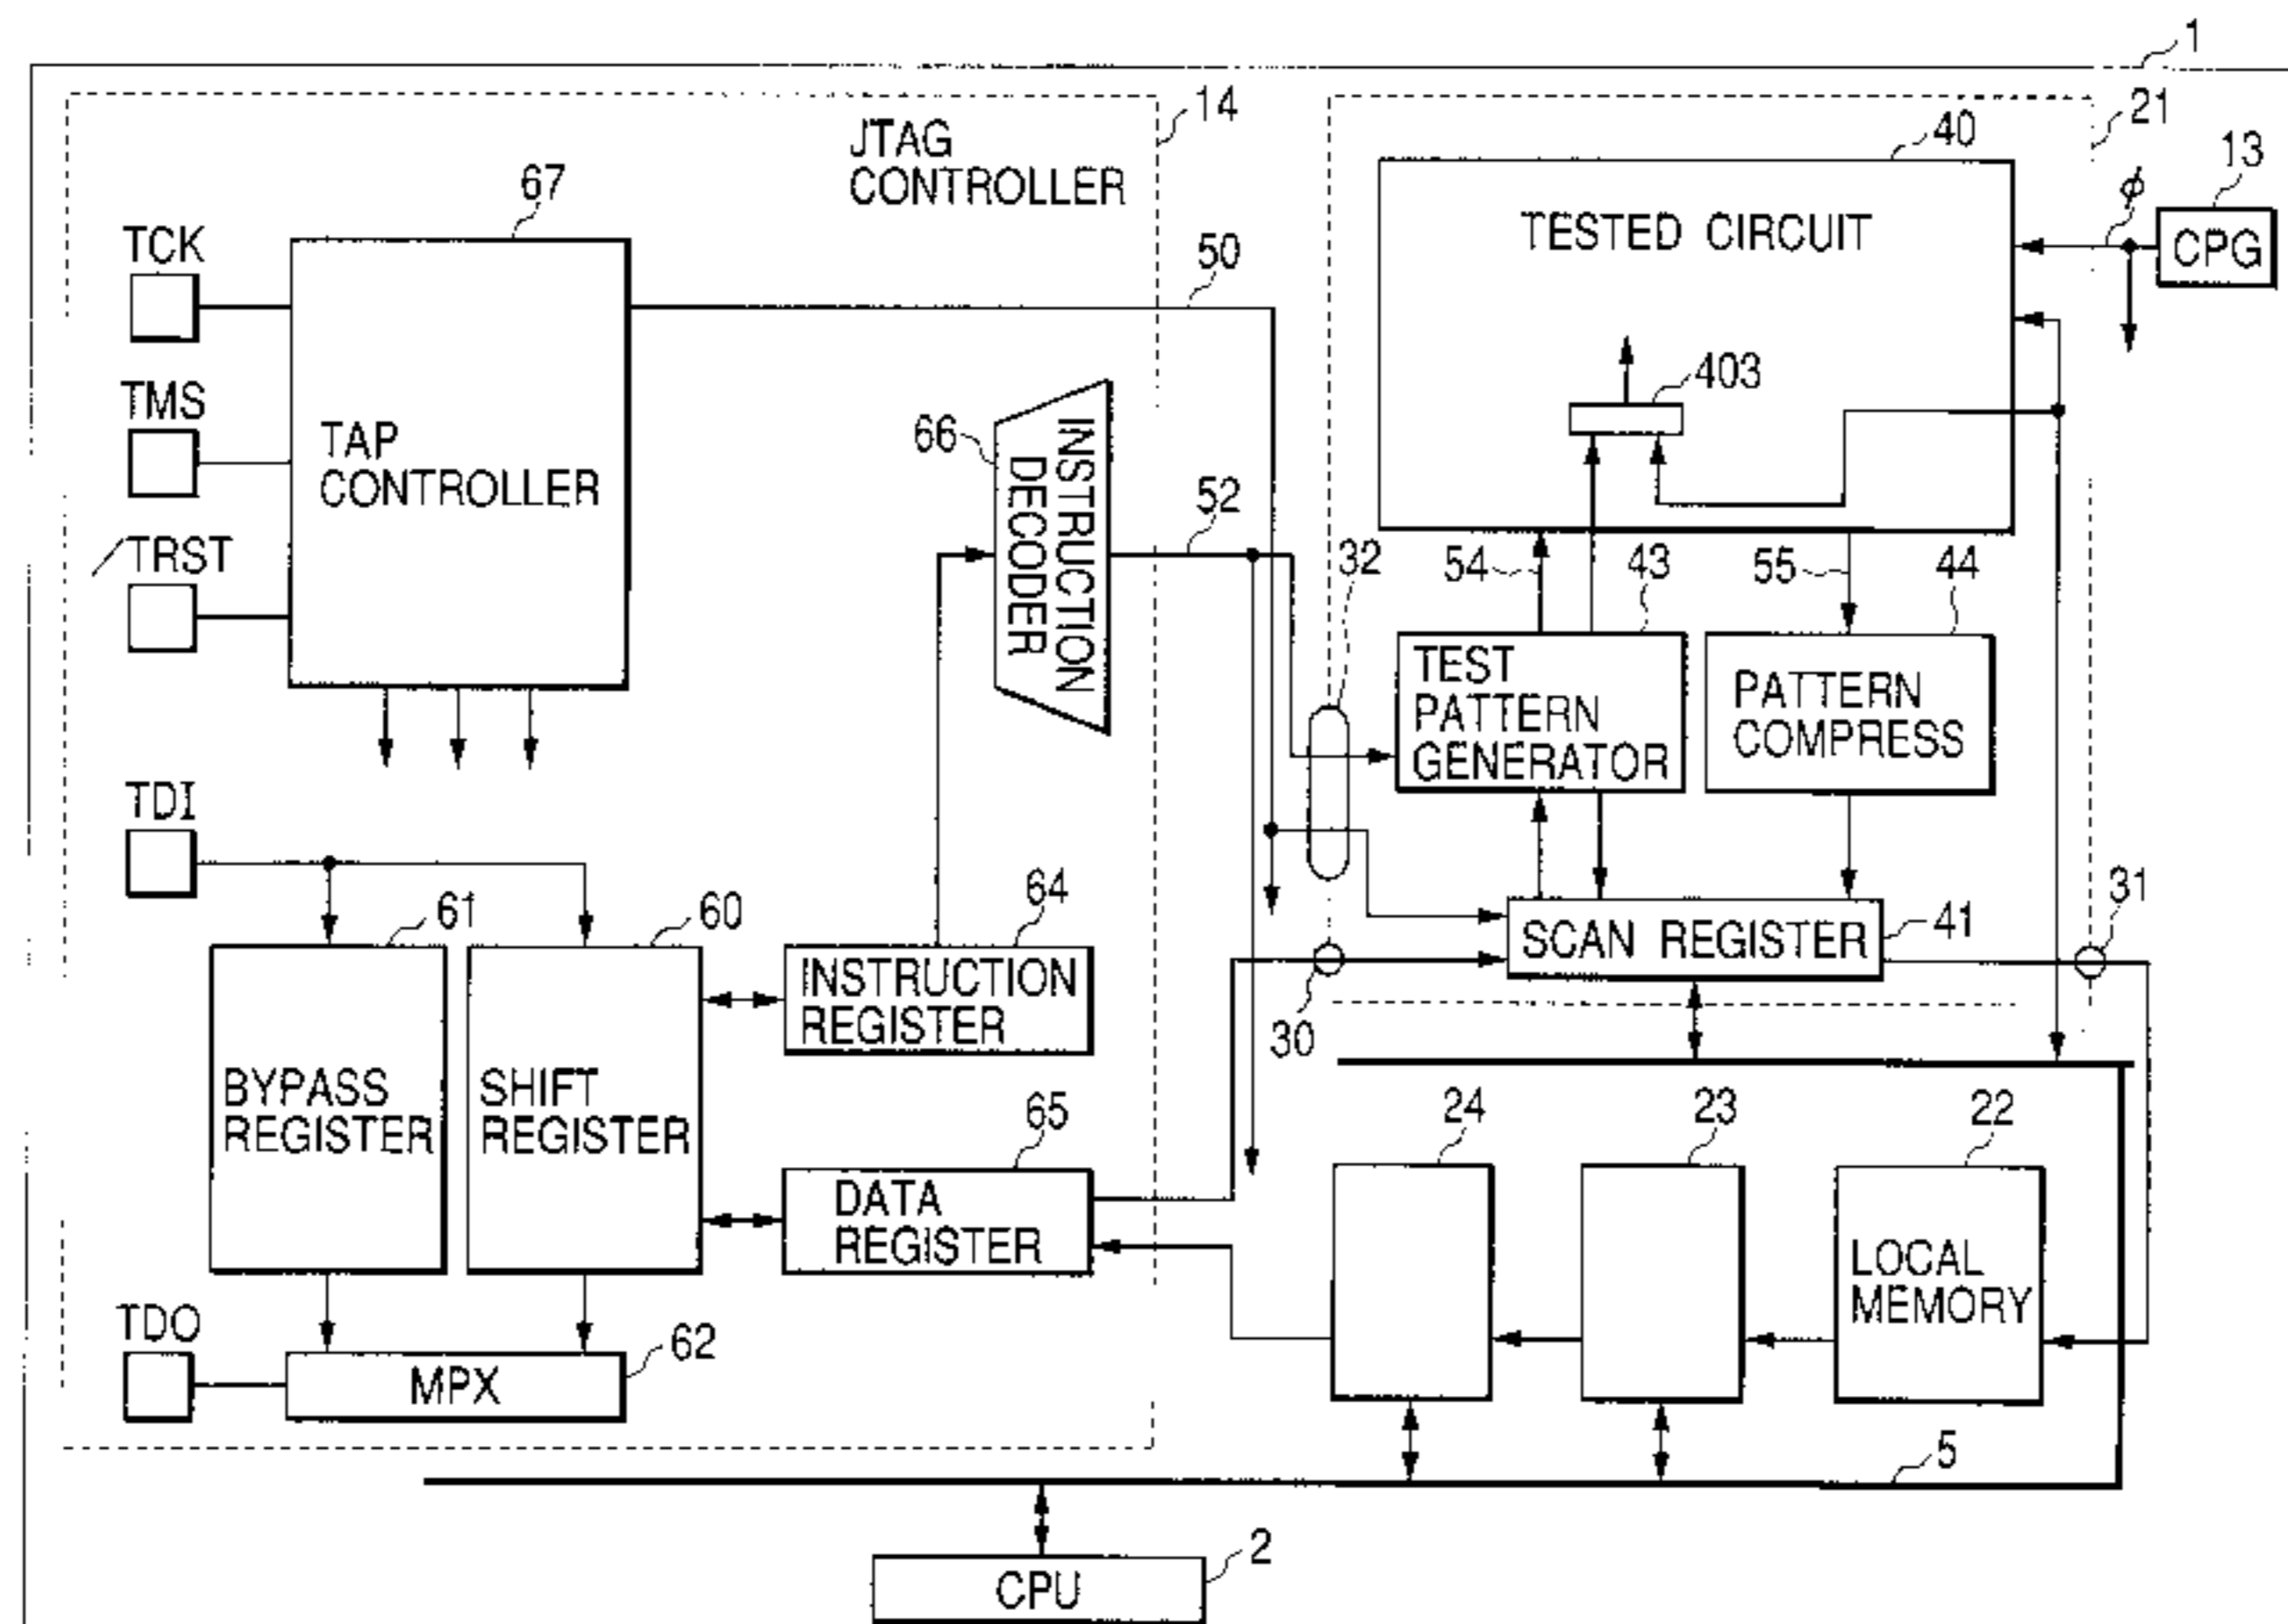 1
14
21
JTAG
CONTROLLER
40
13
67
φ
TCK
TESTED CIRCUIT
CPG
50
403
TMS
66
TAP
CONTROLLER
INSTRUCTION
DECODER
52
TRST
32
54
43
55
44
TEST
PATTERN
GENERATOR
PATTERN
COMPRESS
TDI
61
60
64
31
SCAN REGISTER
41
INSTRUCTION
REGISTER
30
BYPASS
REGISTER
SHIFT
REGISTER
65
24
23
22
DATA
REGISTER
LOCAL
MEMORY
TDO
62
MPX
5
2
CPU